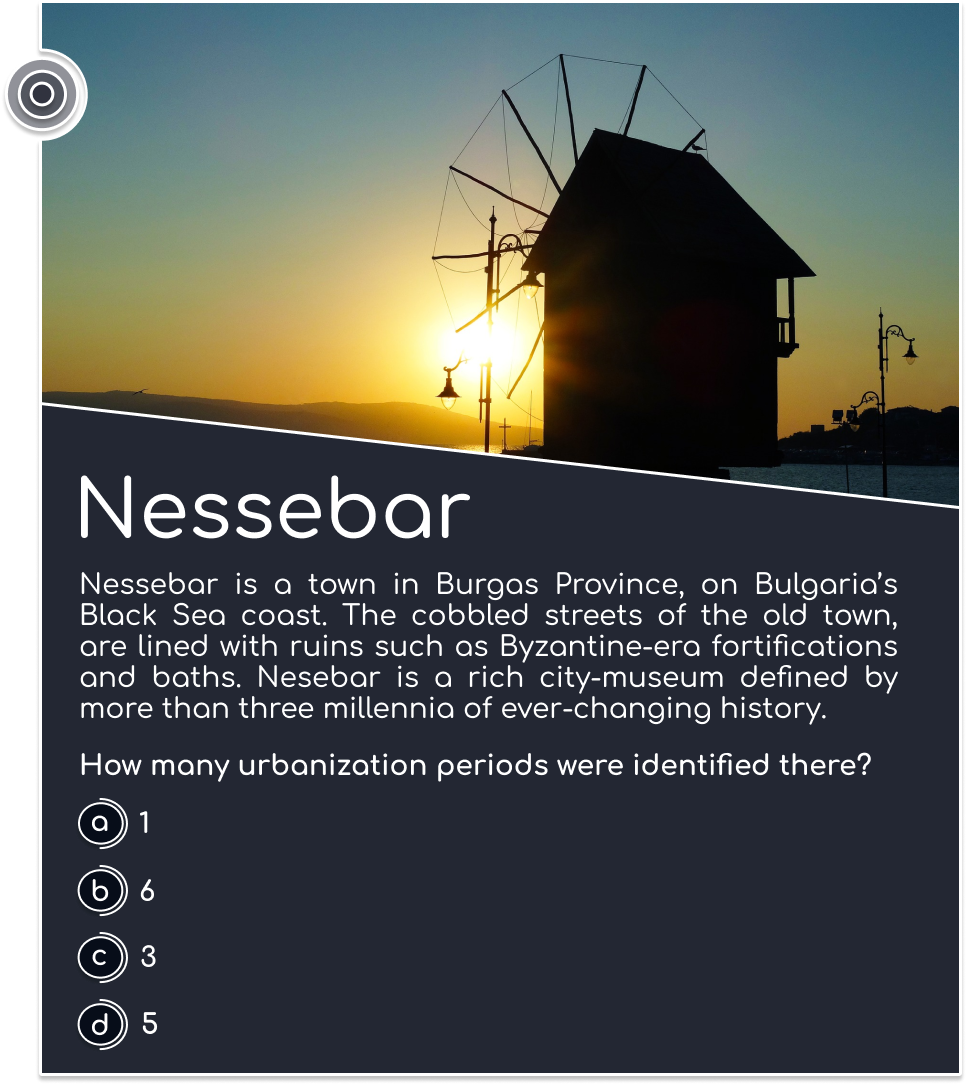 Nessebar
Nessebar is a town in Burgas Province, on Bulgaria’s
Black Sea coast. The cobbled streets of the old town,
are lined with ruins such as Byzantine-era fortifications
and baths. Nesebar is a rich city-museum defined by
more than three millennia of ever-changing history.
How many urbanization periods were identified there?
a 1
b 6
c 3
d 5